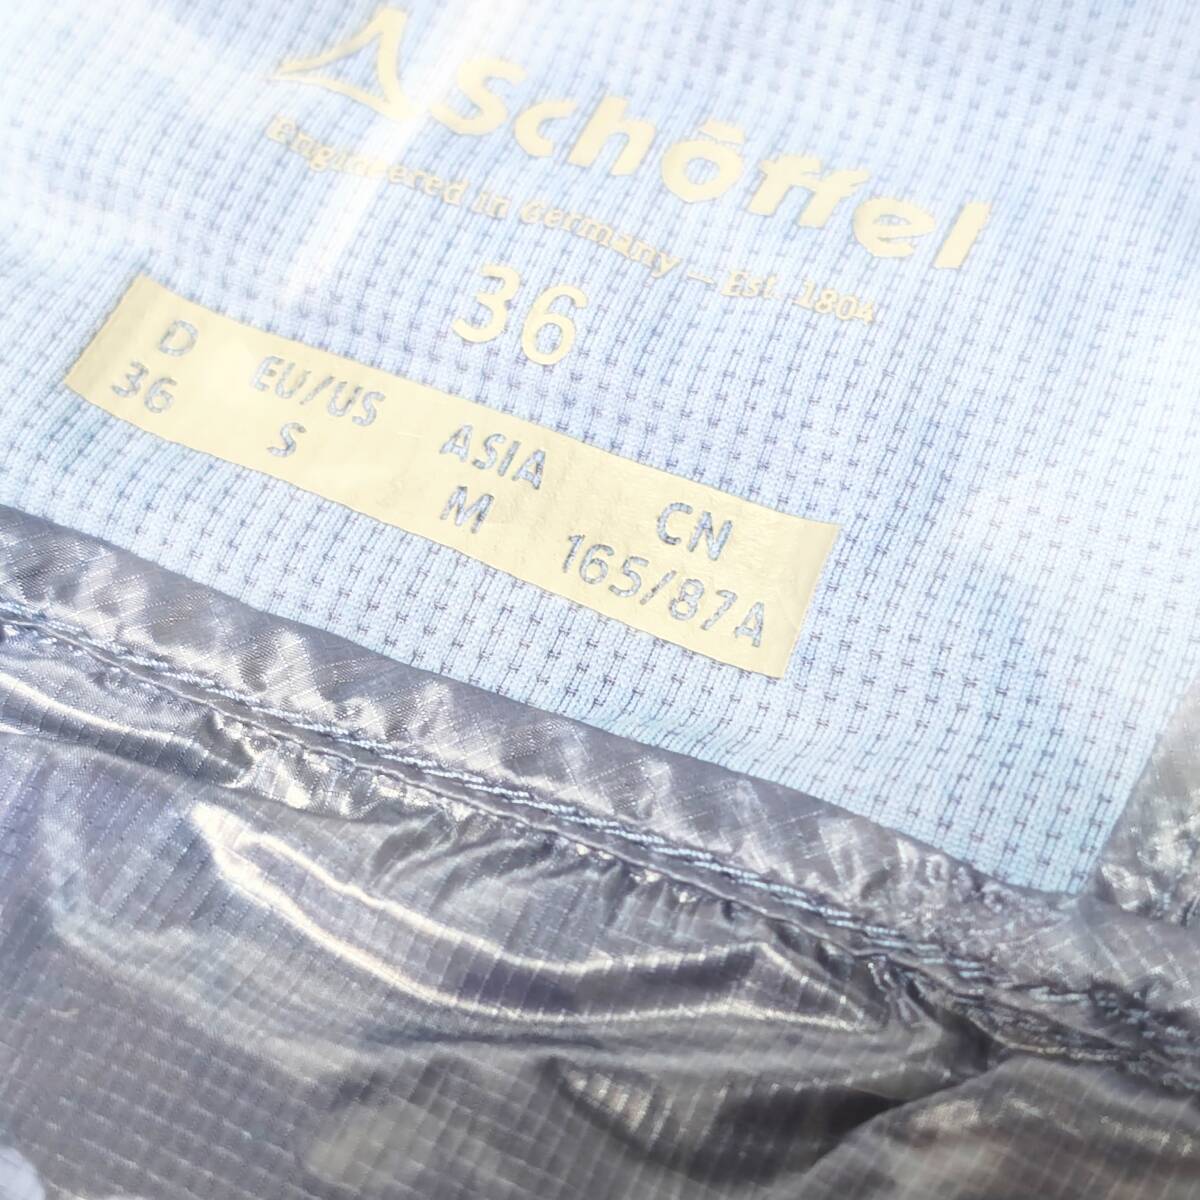 Schöffel
Engineered in Germany – Est. 1804
36
D EU/US ASIA CN
36 S M 165/87A